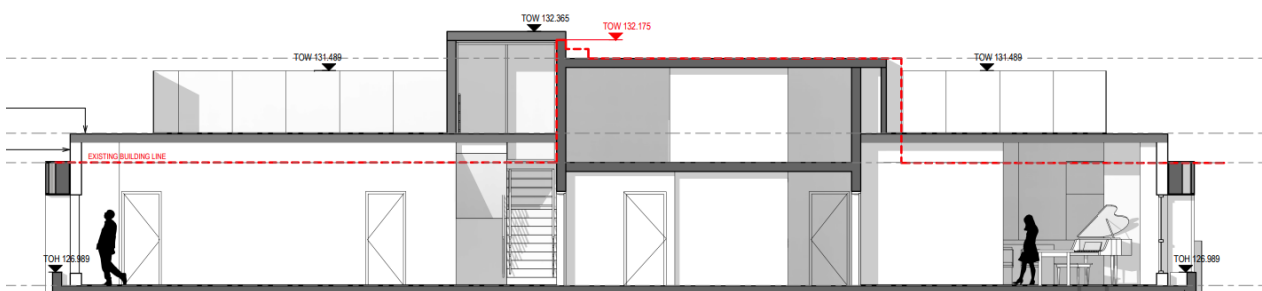 TOW 132.365
TOW 132.175
TOW 131.489
TOW 131.489
EXISTING BUILDING LINE
TOH 126.989
TOH 126.989